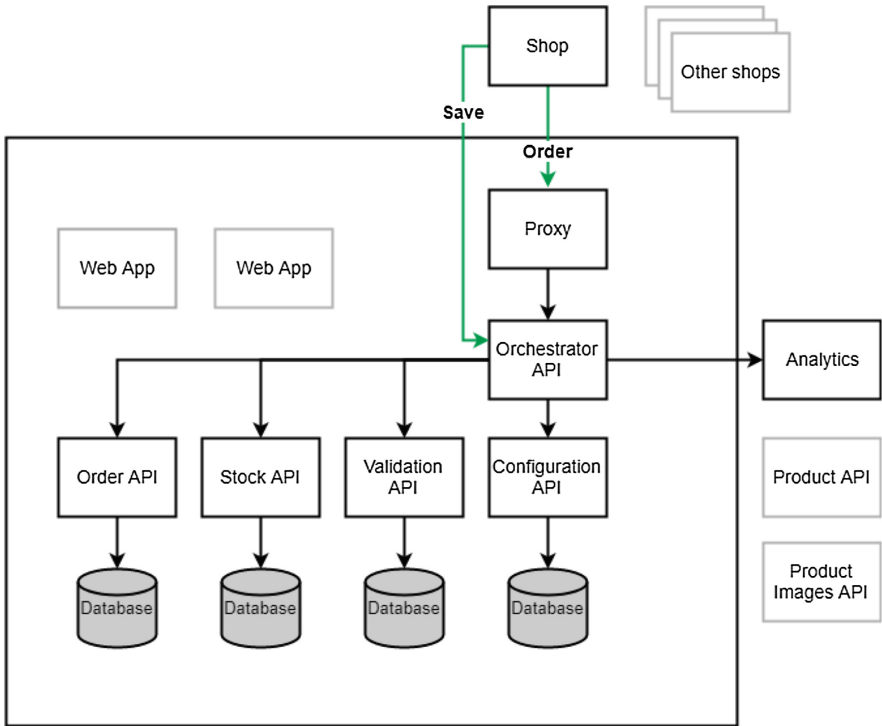 Shop
Other shops
Save
Order
Proxy
Web App
Web App
Orchestrator
API
Analytics
Order API
Stock API
Validation
API
Configuration
API
Product API
Database
Database
Database
Database
Product
Images API